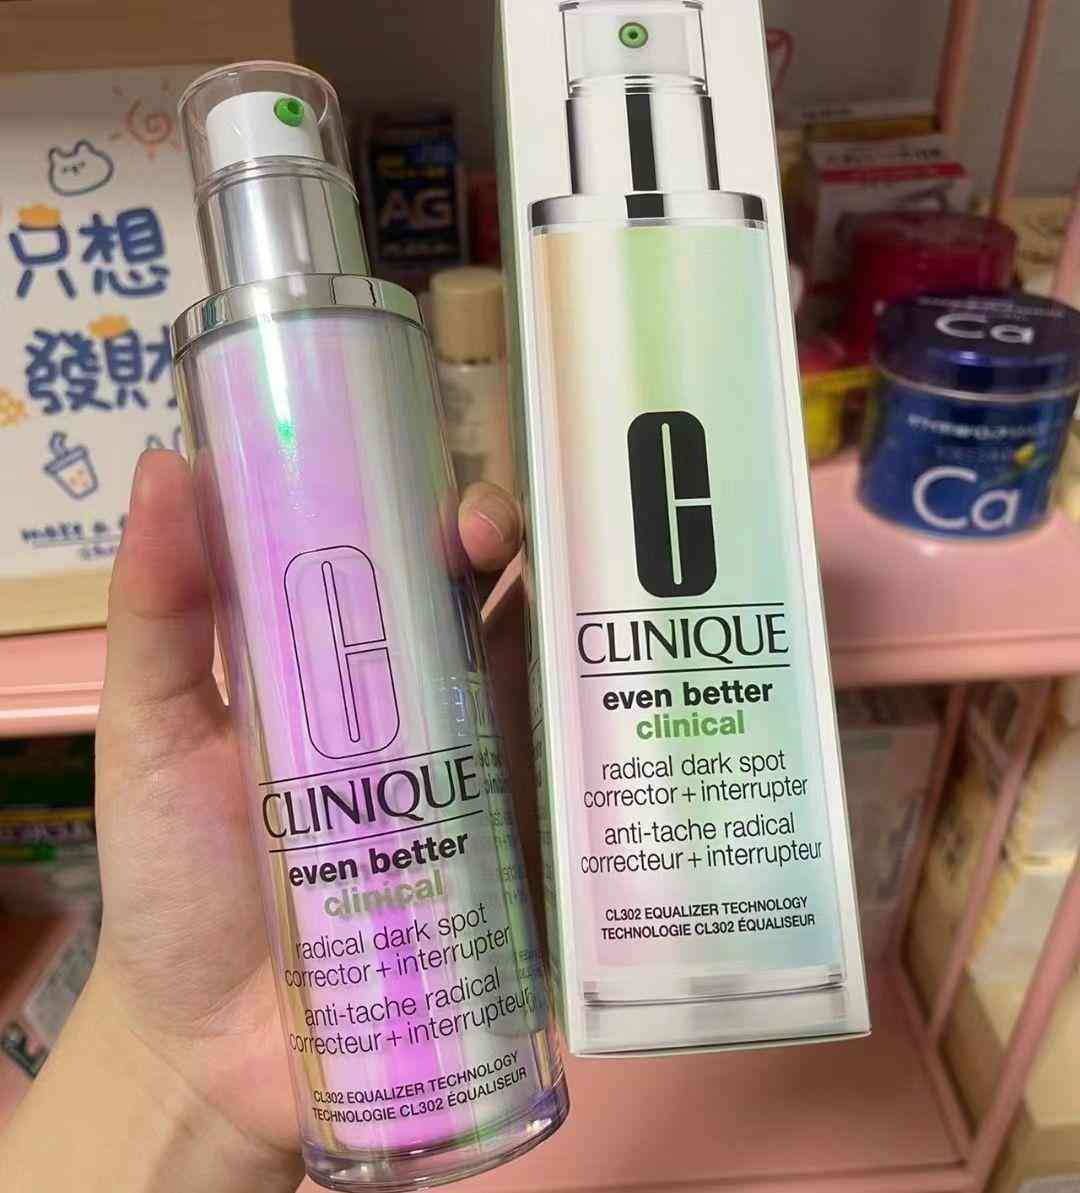 只想
發財
make a
AG
Ca
Ca
CLINIQUE
even better
clinical
radical dark spot
corrector + interrupter
anti-tache radical
correcteur + interrupteur
CL302 EQUALIZER TECHNOLOGY
TECHNOLOGIE CL302 ÉQUALISEUR
CLINIQUE
even better
clinical
radical dark spot
corrector + interrupter
anti-tache radical
correcteur + interrupteur
CL302 EQUALIZER TECHNOLOGY
TECHNOLOGIE CL302 ÉQUALISEUR